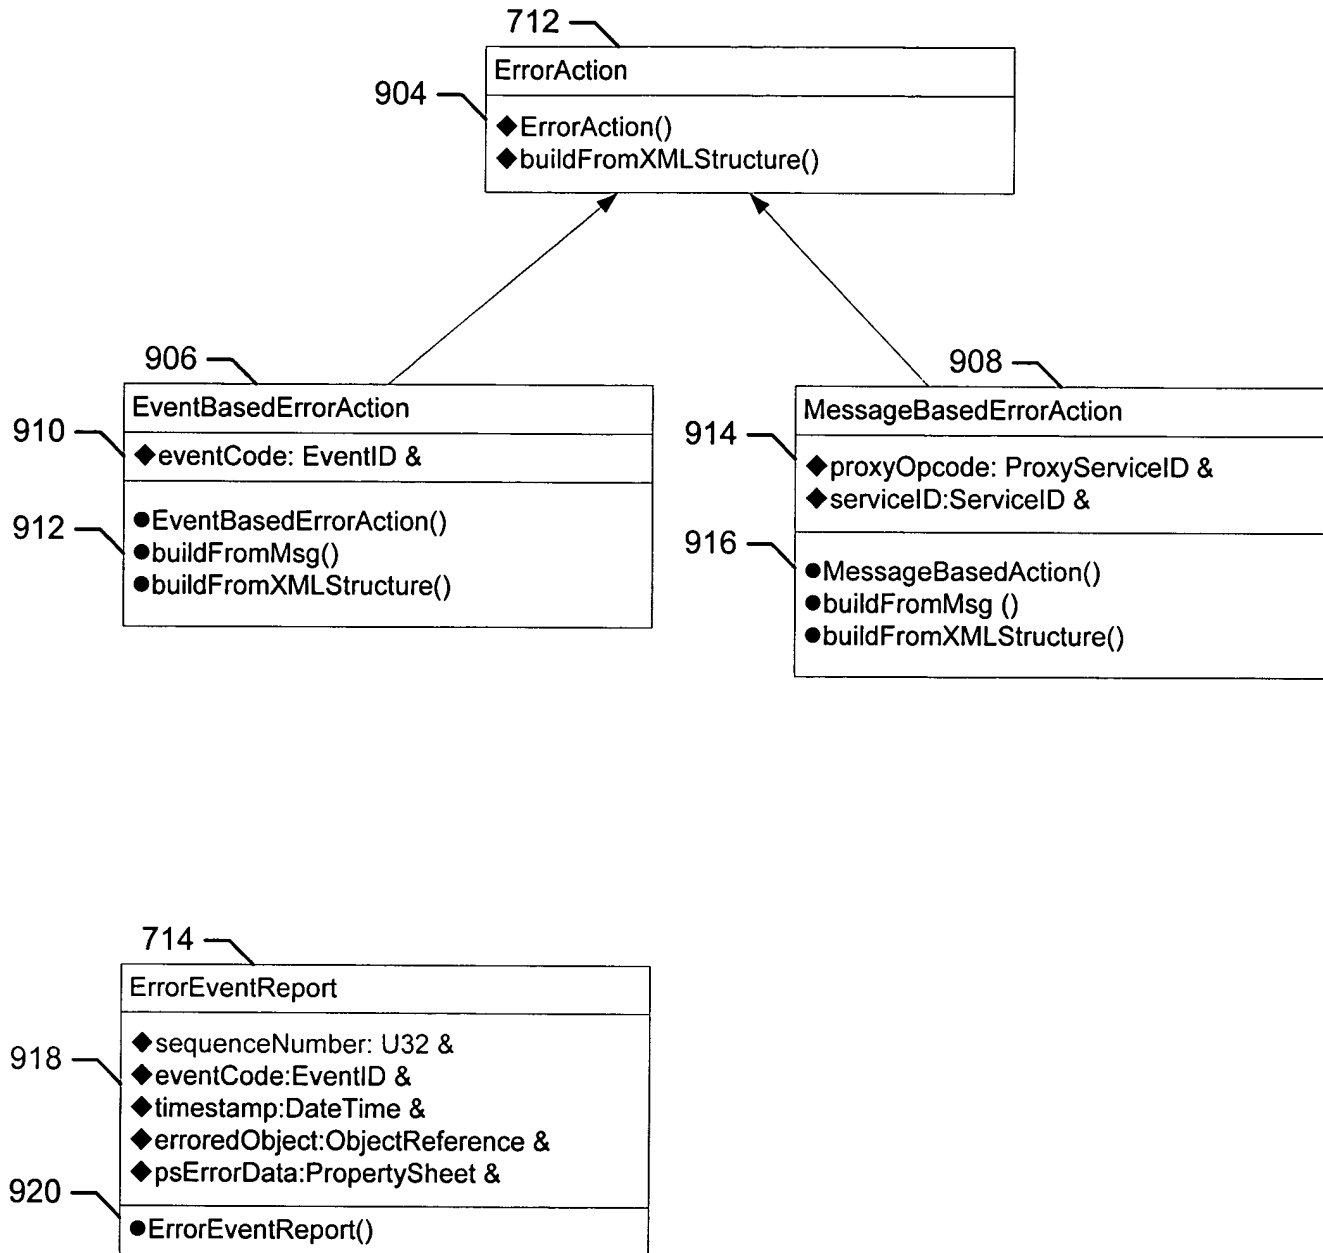 712
ErrorAction
904
◆ErrorAction()
◆buildFromXMLStructure()
906
EventBasedErrorAction
910
◆eventCode: EventID &
912
●EventBasedErrorAction()
●buildFromMsg()
●buildFromXMLStructure()
908
MessageBasedErrorAction
914
◆proxyOpcode: ProxyServiceID &
◆serviceID:ServiceID &
916
●MessageBasedAction()
●buildFromMsg ()
●buildFromXMLStructure()
714
ErrorEventReport
918
◆sequenceNumber: U32 &
◆eventCode:EventID &
◆timestamp:DateTime &
◆erroredObject:ObjectReference &
◆psErrorData:PropertySheet &
920
●ErrorEventReport()